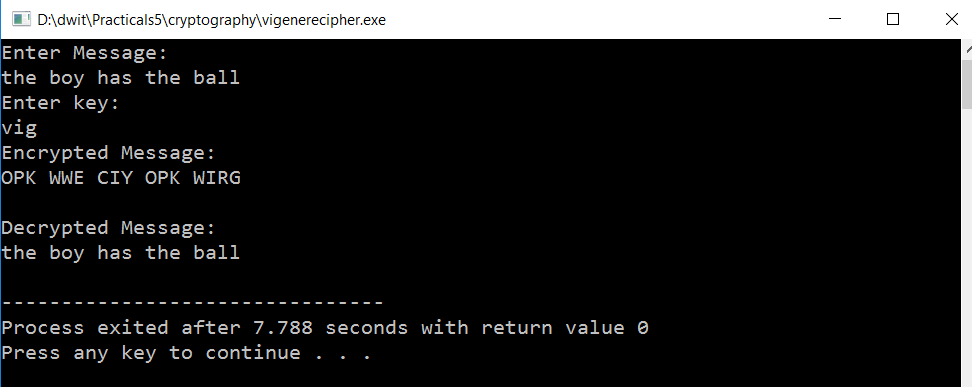 D:\dwit\Practicals5\cryptography\vigenerecipher.exe
Enter Message:
the boy has the ball
Enter key:
vig
Encrypted Message:
OPK WWE CIY OPK WIRG
Decrypted Message:
the boy has the ball
--------------------------------
Process exited after 7.788 seconds with return value 0
Press any key to continue . . .